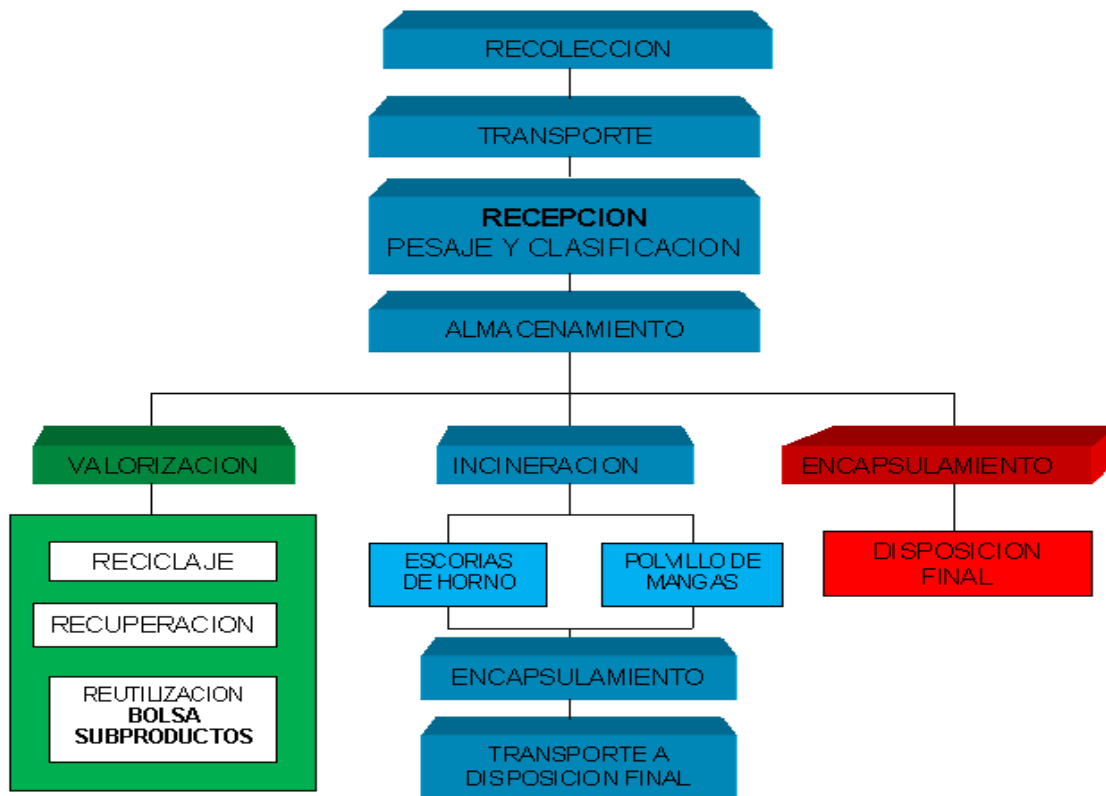 RECOLECCION
TRANSPORTE
RECEPCION
PESAJE Y CLASIFICACION
ALMACENAMIENTO
VALORIZACION
INCINERACION
ENCAPSULAMIENTO
RECICLAJE
RECUPERACION
REUTILIZACION
BOLSA
SUBPRODUCTOS
ESCORIAS
DE HORNO
POLVILLO DE
MANGAS
DISPOSICION
FINAL
ENCAPSULAMIENTO
TRANSPORTE A
DISPOSICION FINAL